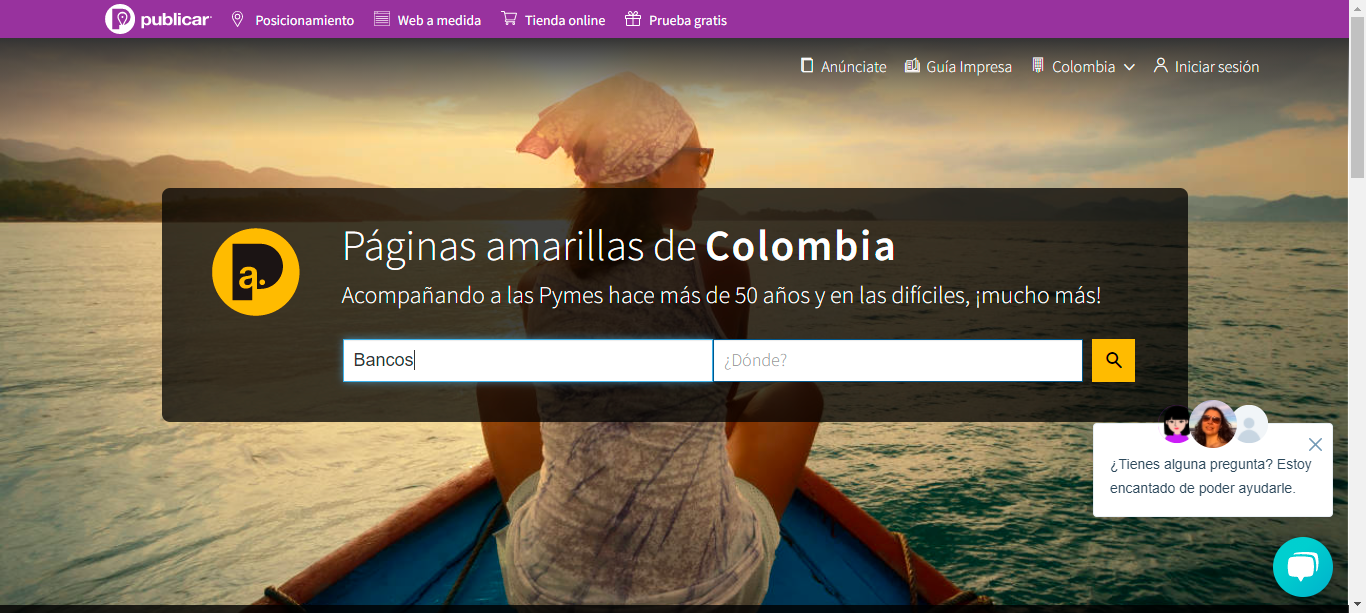 publicar
Posicionamiento
Web a medida
Tienda online
Prueba gratis
Anúnciate
Guía Impresa
Colombia
Iniciar sesión
Páginas amarillas de Colombia
a.
Acompañando a las Pymes hace más de 50 años y en las difíciles, ¡mucho más!
Bancos
¿Dónde?
¿Tienes alguna pregunta? Estoy
encantado de poder ayudarle.